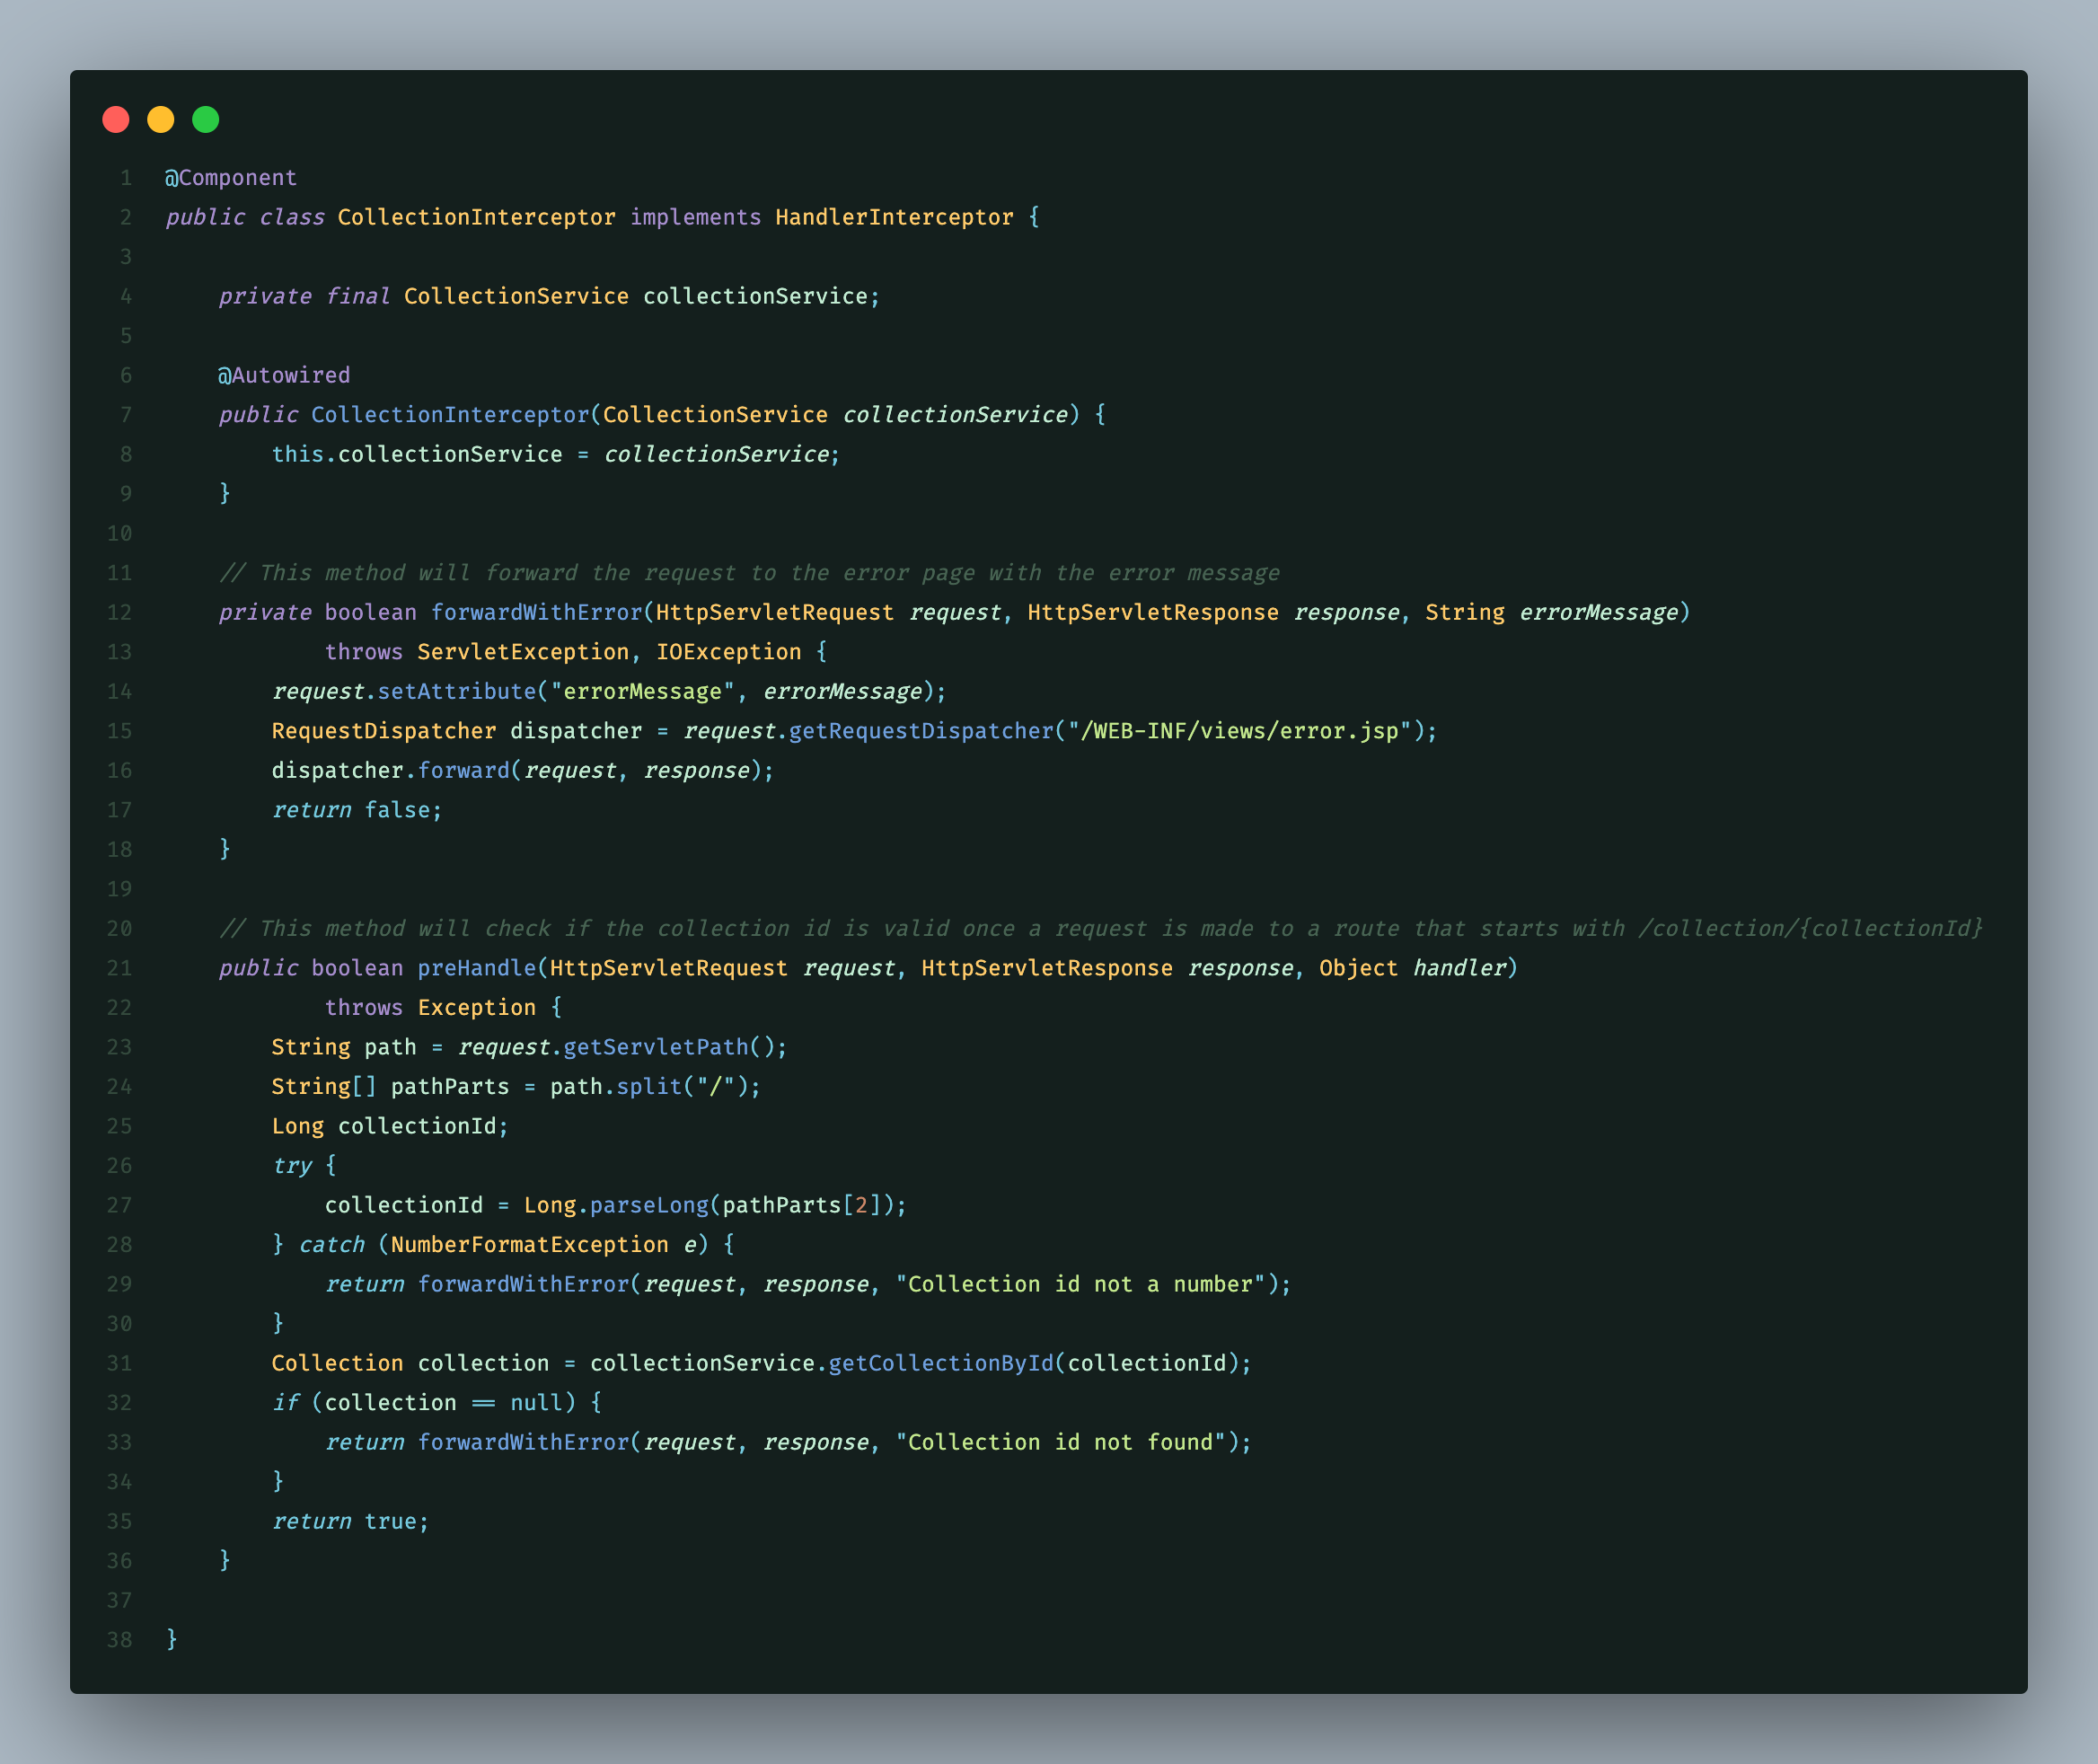 1 @Component
2 public class CollectionInterceptor implements HandlerInterceptor {
3
4     private final CollectionService collectionService;
5
6     @Autowired
7     public CollectionInterceptor(CollectionService collectionService) {
8         this.collectionService = collectionService;
9     }
10
11     // This method will forward the request to the error page with the error message
12     private boolean forwardWithError(HttpServletRequest request, HttpServletResponse response, String errorMessage)
13             throws ServletException, IOException {
14         request.setAttribute("errorMessage", errorMessage);
15         RequestDispatcher dispatcher = request.getRequestDispatcher("/WEB-INF/views/error.jsp");
16         dispatcher.forward(request, response);
17         return false;
18     }
19
20     // This method will check if the collection id is valid once a request is made to a route that starts with /collection/{collectionId}
21     public boolean preHandle(HttpServletRequest request, HttpServletResponse response, Object handler)
22             throws Exception {
23         String path = request.getServletPath();
24         String[] pathParts = path.split("/");
25         Long collectionId;
26         try {
27             collectionId = Long.parseLong(pathParts[2]);
28         } catch (NumberFormatException e) {
29             return forwardWithError(request, response, "Collection id not a number");
30         }
31         Collection collection = collectionService.getCollectionById(collectionId);
32         if (collection == null) {
33             return forwardWithError(request, response, "Collection id not found");
34         }
35         return true;
36     }
37
38 }